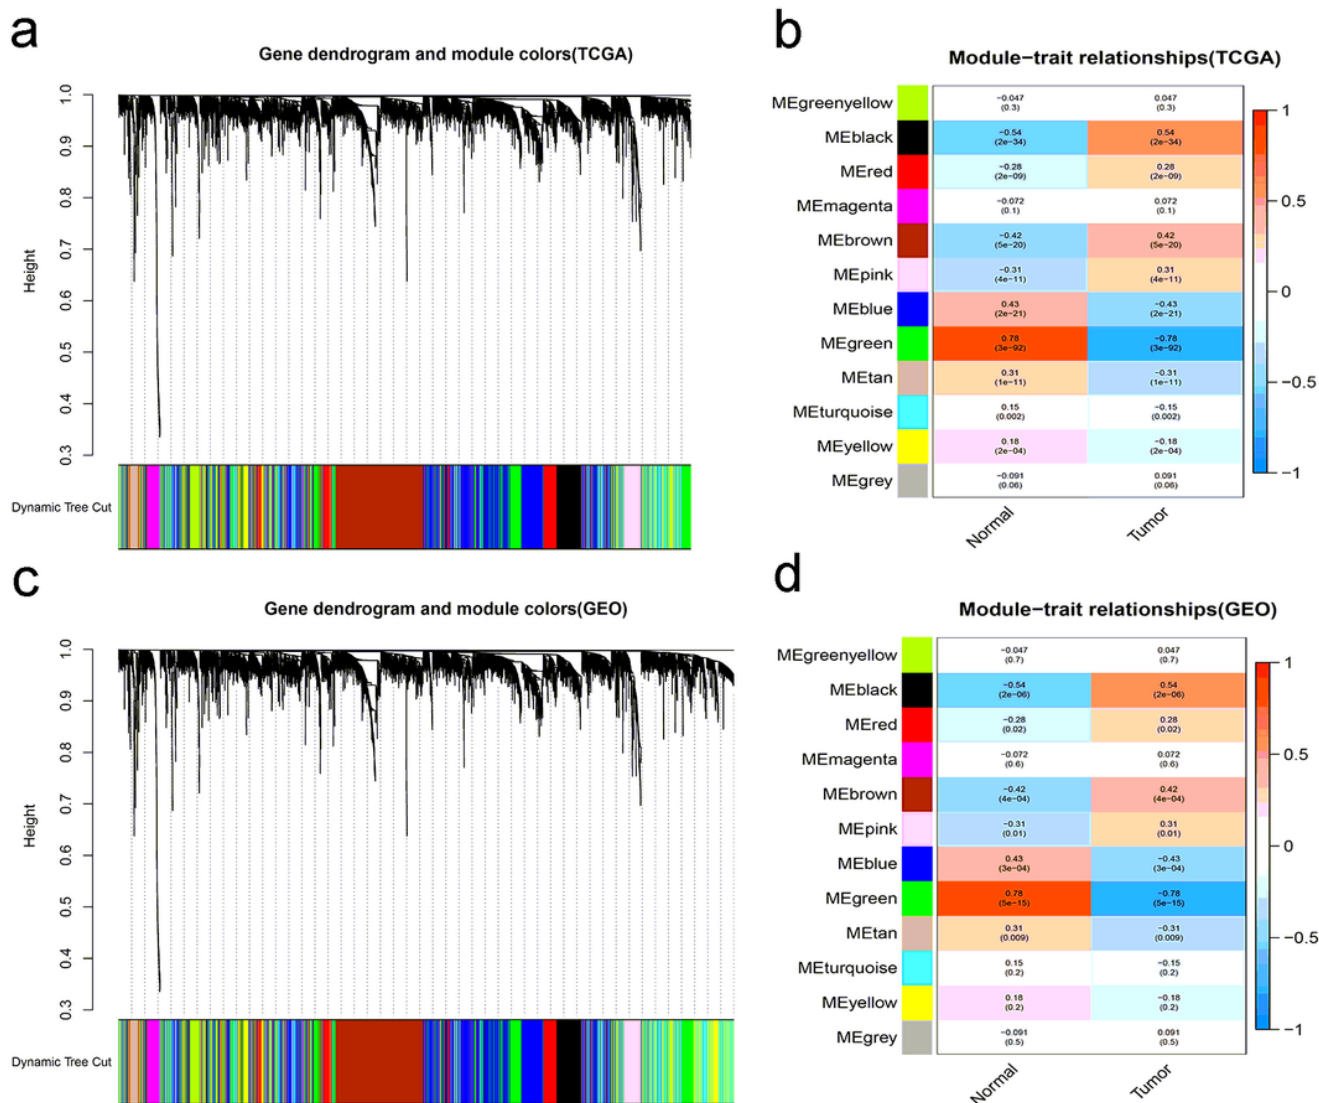 a
Gene dendrogram and module colors(TCGA)
Height
1.0
0.9
0.8
0.7
0.6
0.5
0.4
0.3
Dynamic Tree Cut
b
Module−trait relationships(TCGA)
MEgreenyellow −0.047 0.047
(0.3) (0.3)
MEblack −0.54 0.54
(2e−34) (2e−34)
MEred −0.28 0.28
(2e−09) (2e−09)
MEmagenta −0.072 0.072
(0.1) (0.1)
MEbrown −0.42 0.42
(5e−20) (5e−20)
MEpink −0.31 0.31
(4e−11) (4e−11)
MEblue 0.43 −0.43
(2e−21) (2e−21)
MEgreen 0.78 −0.78
(3e−92) (3e−92)
MEtan 0.31 −0.31
(1e−11) (1e−11)
MEturquoise 0.15 −0.15
(0.002) (0.002)
MEyellow 0.18 −0.18
(2e−04) (2e−04)
MEgrey −0.091 0.091
(0.06) (0.06)
Normal Tumor
1
0.5
0
−0.5
−1
c
Gene dendrogram and module colors(GEO)
Height
1.0
0.9
0.8
0.7
0.6
0.5
0.4
0.3
Dynamic Tree Cut
d
Module−trait relationships(GEO)
MEgreenyellow −0.047 0.047
(0.7) (0.7)
MEblack −0.54 0.54
(2e−06) (2e−06)
MEred −0.28 0.28
(0.02) (0.02)
MEmagenta −0.072 0.072
(0.6) (0.6)
MEbrown −0.42 0.42
(4e−04) (4e−04)
MEpink −0.31 0.31
(0.01) (0.01)
MEblue 0.43 −0.43
(3e−04) (3e−04)
MEgreen 0.78 −0.78
(5e−15) (5e−15)
MEtan 0.31 −0.31
(0.009) (0.009)
MEturquoise 0.15 −0.15
(0.2) (0.2)
MEyellow 0.18 −0.18
(0.2) (0.2)
MEgrey −0.091 0.091
(0.5) (0.5)
Normal Tumor
1
0.5
0
−0.5
−1